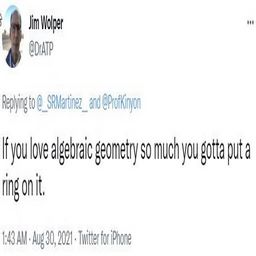 Jim Wolper
@DrATP
Replying to @_SRMartinez_ and @ProfKinyon
If you love algebraic geometry so much you gotta put a
ring on it.
1:43 AM · Aug 30, 2021 · Twitter for iPhone